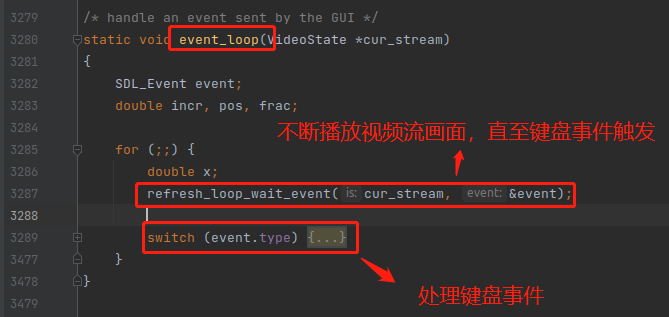 3279 /* handle an event sent by the GUI */
3280 static void event_loop(VideoState *cur_stream)
3281 {
3282 SDL_Event event;
3283 double incr, pos, frac;
3284
不断播放视频流画面，直至键盘事件触发
3285 for (;;) {
3286 double x;
3287 refresh_loop_wait_event( is: cur_stream, event: &event);
3288
3289 switch (event.type) {...}
3477 }
3478 }
处理键盘事件
3479